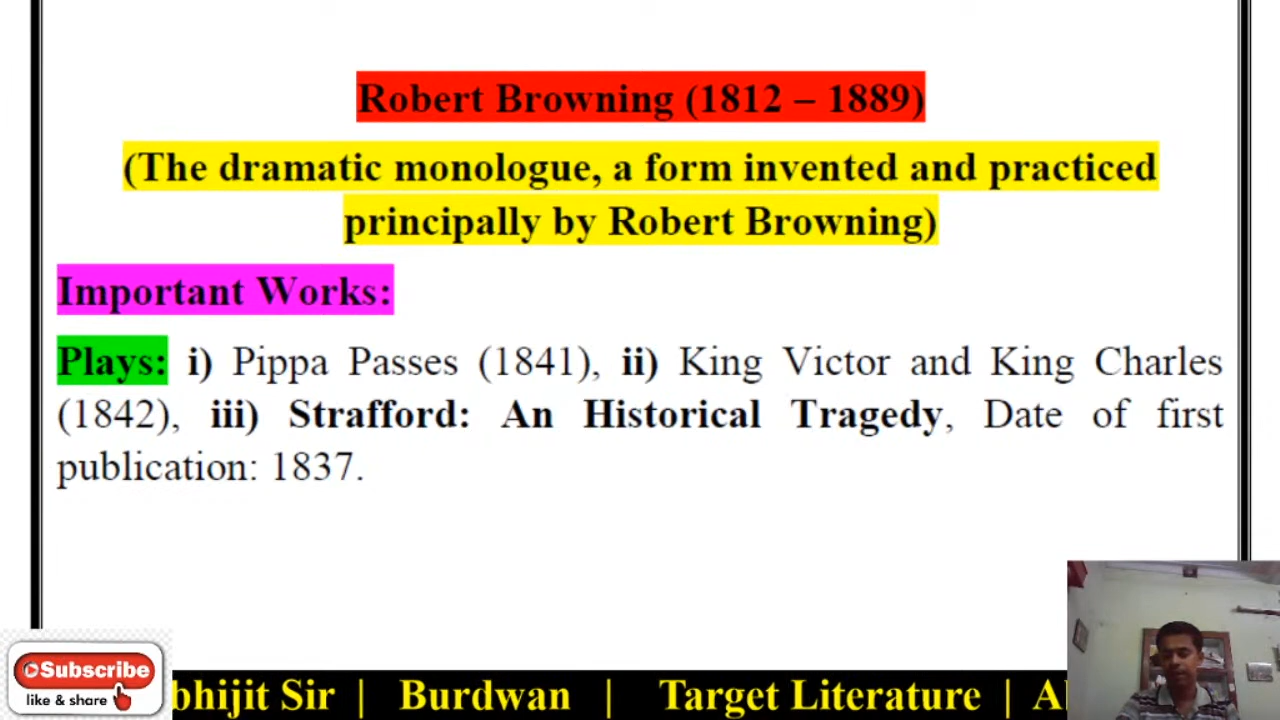 Robert Browning (1812 – 1889)
(The dramatic monologue, a form invented and practiced
principally by Robert Browning)
Important Works:
Plays: i) Pippa Passes (1841), ii) King Victor and King Charles
(1842), iii) Strafford: An Historical Tragedy, Date of first
publication: 1837.
Subscribe
like & share
bhijit Sir | Burdwan | Target Literature |